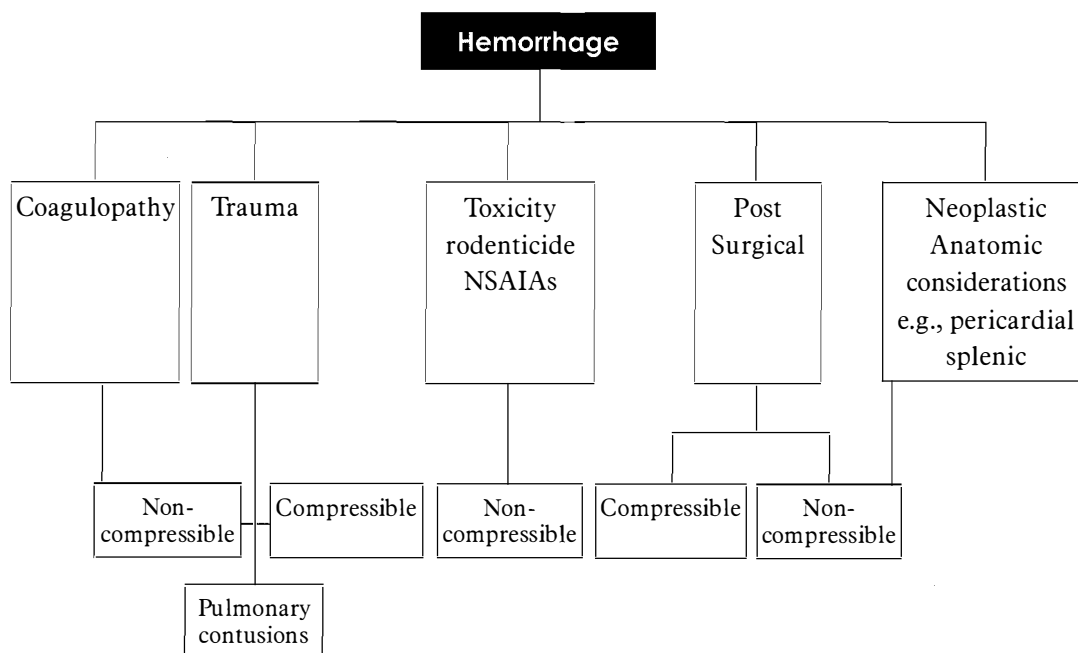 Hemorrhage
Coagulopathy
Trauma
Toxicity
rodenticide
NSAIAs
Post
Surgical
Neoplastic
Anatomic
considerations
e.g., pericardial
splenic
Non-
compressible
Compressible
Non-
compressible
Compressible
Non-
compressible
Pulmonary
contusions